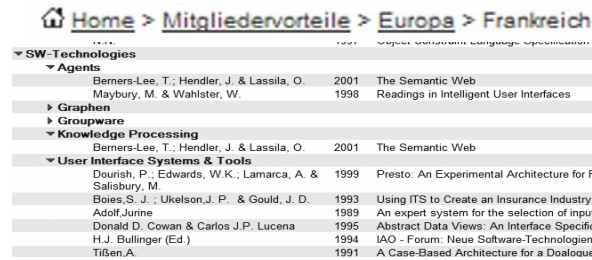 Home > Mitgliedervorteile > Europa > Frankreich
SW-Technologies
Agents
Berners-Lee, T.; Hendler, J. & Lassila, O. 2001 The Semantic Web
Maybury, M. & Wahlster, W. 1998 Readings in Intelligent User Interfaces
Graphen
Groupware
Knowledge Processing
Berners-Lee, T.; Hendler, J. & Lassila, O. 2001 The Semantic Web
User Interface Systems & Tools
Dourish, P.; Edwards, W.K.; Lamarca, A. & 1999 Presto: An Experimental Architecture for F
Salisbury, M.
Boies,S. J. ; Ukelson,J. P. & Gould, J. D. 1993 Using ITS to Create an Insurance Industry
Adolf,Jurine 1989 An expert system for the selection of inpu
Donald D. Cowan & Carlos J.P. Lucena 1995 Abstract Data Views: An Interface Specific
H.J. Bullinger (Ed.) 1994 IAO - Forum: Neue Software-Technologien
Tißen,A. 1991 A Case-Based Architecture for a Doalogue